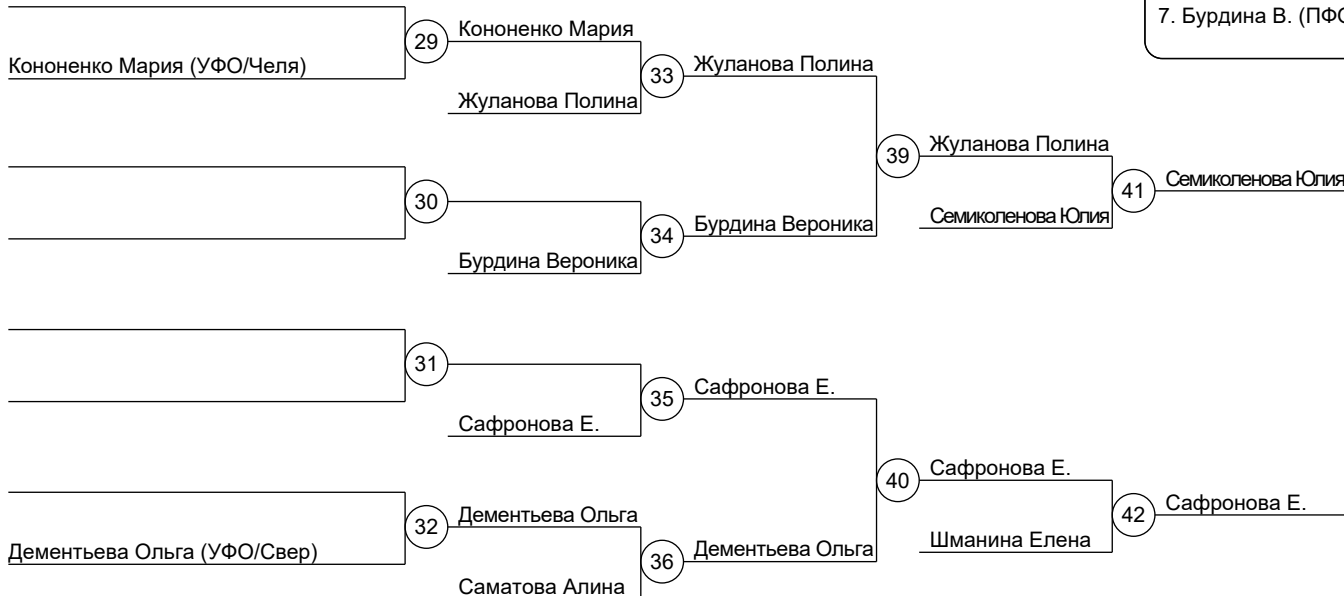 7. Бурдина В. (ПФО
29
Кононенко Мария
Кононенко Мария (УФО/Челя)
33
Жуланова Полина
Жуланова Полина
39
Жуланова Полина
41
Семиколенова Юлия
30
34
Бурдина Вероника
Семиколенова Юлия
Бурдина Вероника
31
35
Сафронова Е.
Сафронова Е.
40
Сафронова Е.
42
Сафронова Е.
32
Дементьева Ольга
Дементьева Ольга (УФО/Свер)
36
Дементьева Ольга
Шманина Елена
Саматова Алина